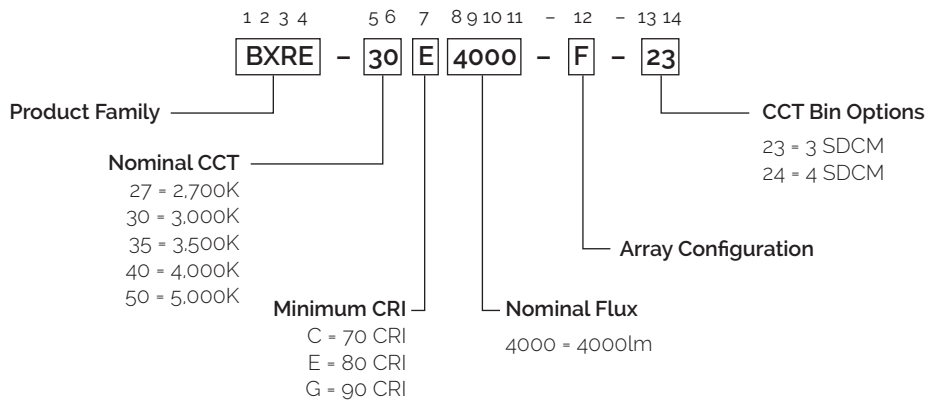 1 2 3 4 5 6 7 8 9 10 11 – 12 – 13 14
BXRE – 30 E 4000 – F – 23
Product Family
CCT Bin Options
23 = 3 SDCM
24 = 4 SDCM
Nominal CCT
27 = 2,700K
30 = 3,000K
35 = 3,500K
40 = 4,000K
50 = 5,000K
Array Configuration
Minimum CRI
C = 70 CRI
E = 80 CRI
G = 90 CRI
Nominal Flux
4000 = 4000lm